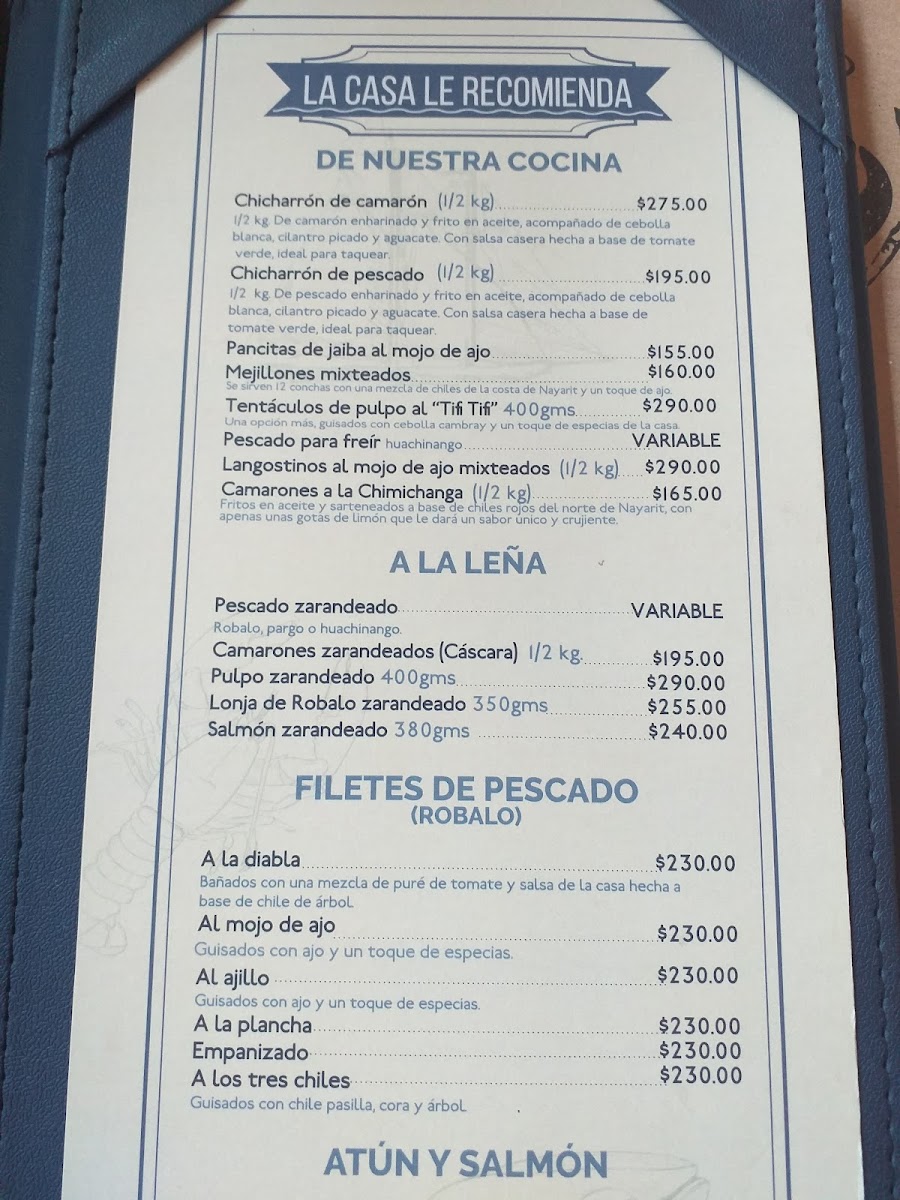 LA CASA LE RECOMIENDA
DE NUESTRA COCINA
Chicharrón de camarón (1/2 kg) $275.00
1/2 kg. De camarón enharinado y frito en aceite, acompañado de cebolla
blanca, cilantro picado y aguacate. Con salsa casera hecha a base de tomate
verde, ideal para taquear.
Chicharrón de pescado (1/2 kg) $195.00
1/2 kg. De pescado enharinado y frito en aceite, acompañado de cebolla
blanca, cilantro picado y aguacate. Con salsa casera hecha a base de
tomate verde, ideal para taquear.
Pancitas de jaiba al mojo de ajo $155.00
Mejillones mixteados $160.00
Se sirven 12 conchas con una mezcla de chiles de la costa de Nayarit y un toque de ajo.
Tentáculos de pulpo al “Tifi Tifi” 400gms $290.00
Una opción más, guisados con cebolla cambray y un toque de especias de la casa.
Pescado para freír huachinango VARIABLE
Langostinos al mojo de ajo mixteados (1/2 kg) $290.00
Camarones a la Chimichanga (1/2 kg) $165.00
Fritos en aceite y sarteneados a base de chiles rojos del norte de Nayarit, con
apenas unas gotas de limón que le dará un sabor único y crujiente.
A LA LEÑA
Pescado zarandeado VARIABLE
Robalo, pargo o huachinango.
Camarones zarandeados (Cáscara) 1/2 kg. $195.00
Pulpo zarandeado 400gms $290.00
Lonja de Robalo zarandeado 350gms $255.00
Salmón zarandeado 380gms $240.00
FILETES DE PESCADO
(ROBALO)
A la diabla $230.00
Bañados con una mezcla de puré de tomate y salsa de la casa hecha a
base de chile de árbol.
Al mojo de ajo $230.00
Guisados con ajo y un toque de especias.
Al ajillo $230.00
Guisados con ajo y un toque de especias.
A la plancha $230.00
Empanizado $230.00
A los tres chiles $230.00
Guisados con chile pasilla, cora y árbol.
ATÚN Y SALMÓN